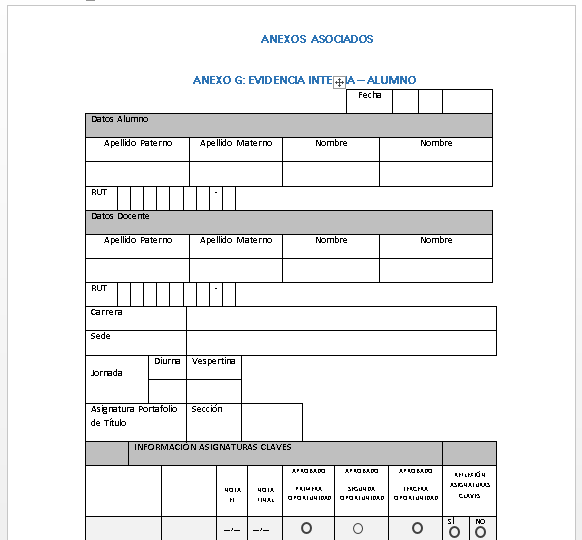 ANEXOS ASOCIADOS
ANEXO G: EVIDENCIA INTE IA – ALUMNO
Fecha
Datos Alumno
Apellido Paterno Apellido Materno Nombre Nombre
RUT -
Datos Docente
Apellido Paterno Apellido Materno Nombre Nombre
RUT -
Carrera
Sede
Jornada Diurna Vespertina
Asignatura Portafolio de Título Sección
INFORMACIÓN ASIGNATURAS CLAVES
NOTA NOTA FINAL APROBADO PRIMERA OPORTUNIDAD APROBADO SEGUNDA OPORTUNIDAD APROBADO TERCERA OPORTUNIDAD REFLEXIÓN ASIGNATURAS CLAVES
SÍ NO
—,— —,—